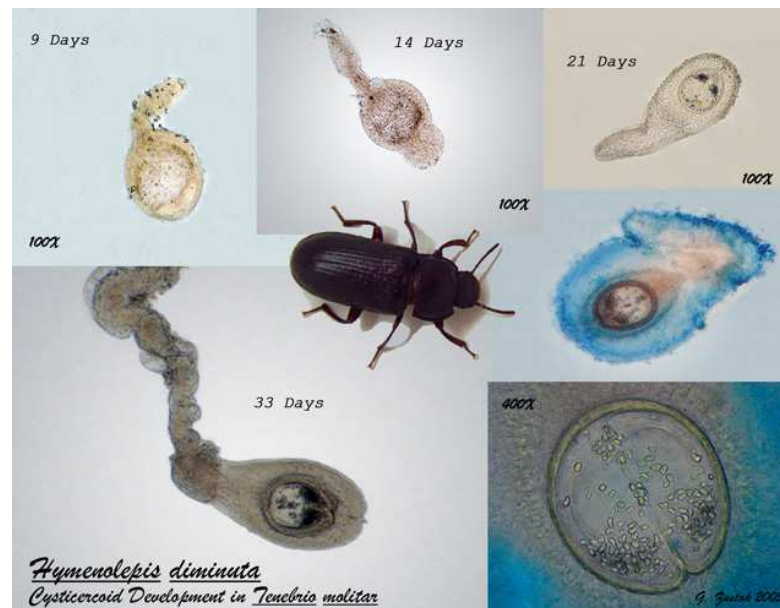 9 Days
14 Days
21 Days
100X
100X
100X
33 Days
400X
Hymenolepis diminuta
Cysticercoid Development in Tenebrio molitar